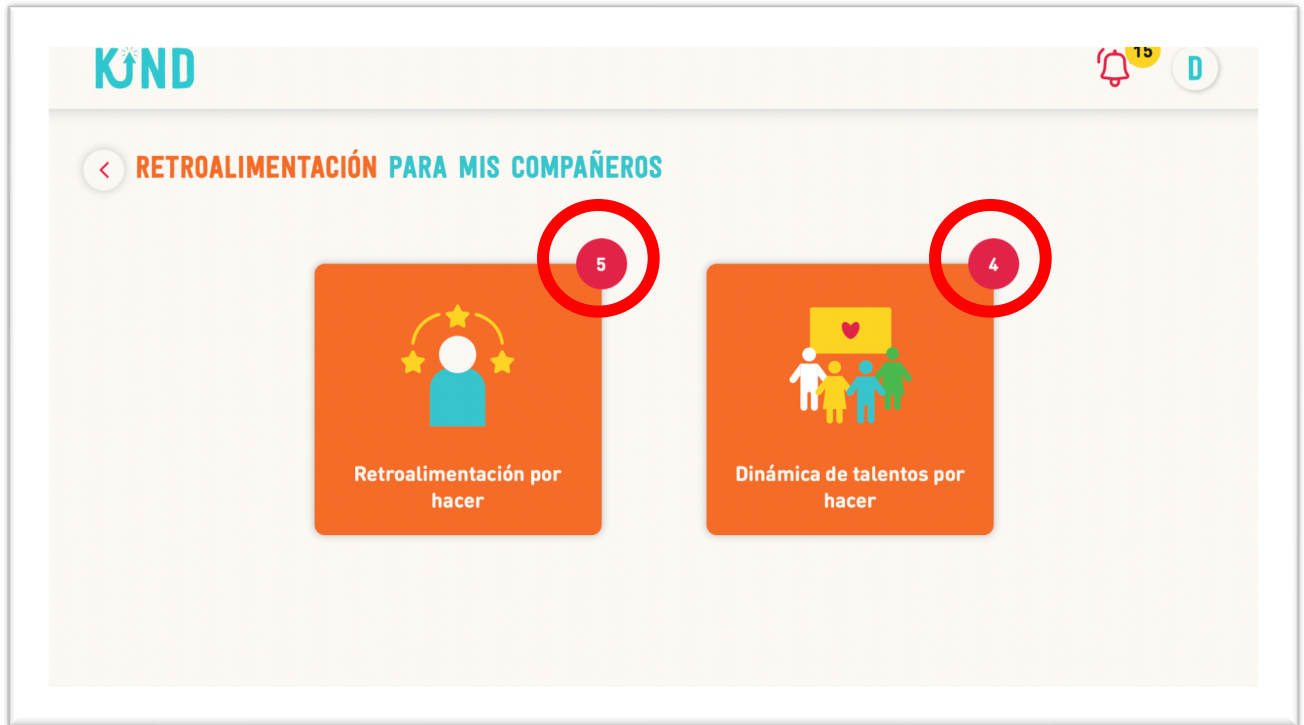 KIND
15
D
RETROALIMENTACIÓN PARA MIS COMPAÑEROS
5
4
Retroalimentación por
hacer
Dinámica de talentos por
hacer